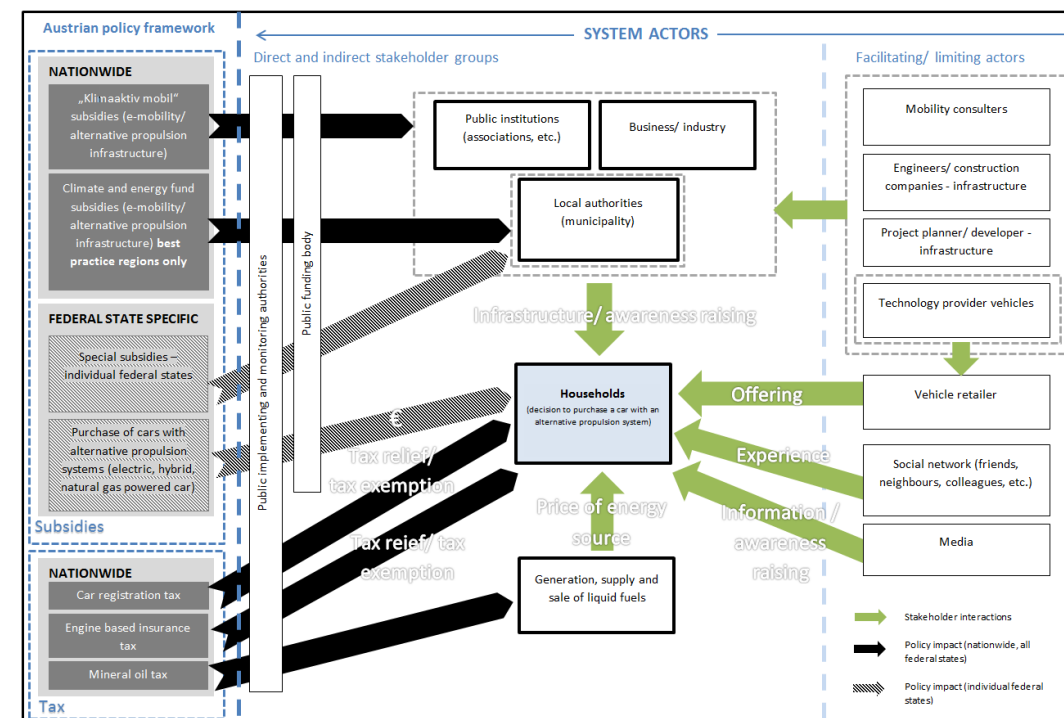 Austrian policy framework
SYSTEM ACTORS
Direct and indirect stakeholder groups
Facilitating/ limiting actors
NATIONWIDE
„Klimaaktiv mobil“
subsidies (e-mobility/
alternative propulsion
infrastructure)
Climate and energy fund
subsidies (e-mobility/
alternative propulsion
infrastructure) best
practice regions only
FEDERAL STATE SPECIFIC
Special subsidies –
individual federal states
Purchase of cars with
alternative propulsion
systems (electric, hybrid,
natural gas powered car)
Subsidies
NATIONWIDE
Car registration tax
Engine based insurance
tax
Mineral oil tax
Tax
Public implementing and monitoring authorities
Public funding body
Public institutions
(associations, etc.)
Business/ industry
Local authorities
(municipality)
Infrastructure/ awareness raising
Households
(decision to purchase a car with an
alternative propulsion system)
€
Tax relief/
tax exemption
Tax reief/ tax
exemption
Price of energy
source
Generation, supply and
sale of liquid fuels
Offering
Experience
Information /
awareness
raising
Mobility consulters
Engineers/ construction
companies - infrastructure
Project planner/ developer -
infrastructure
Technology provider vehicles
Vehicle retailer
Social network (friends,
neighbours, colleagues, etc.)
Media
Stakeholder interactions
Policy impact (nationwide, all
federal states)
Policy impact (individual federal
states)